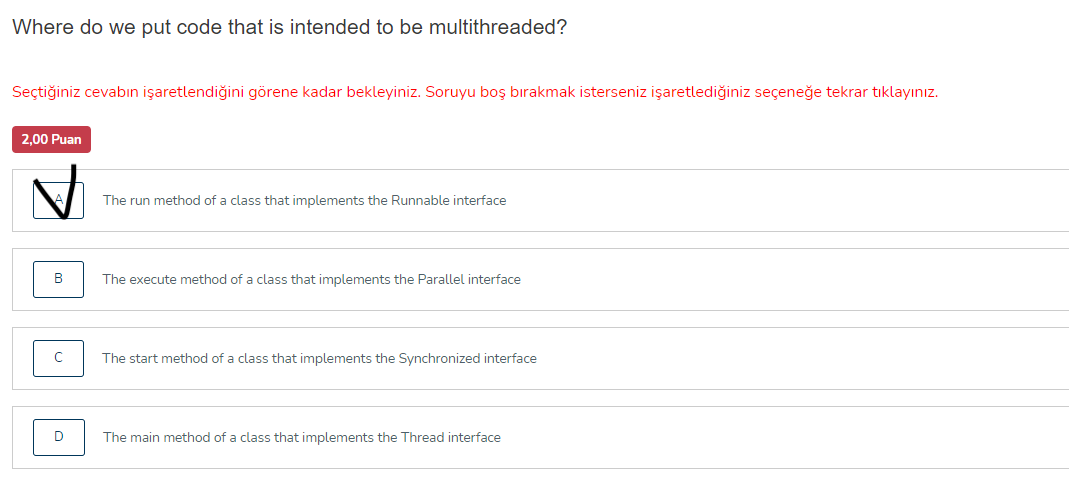 Where do we put code that is intended to be multithreaded?
Seçtiğiniz cevabın işaretlendiğini görene kadar bekleyiniz. Soruyu boş bırakmak isterseniz işaretlediğiniz seçeneğe tekrar tıklayınız.
2,00 Puan
A The run method of a class that implements the Runnable interface
B The execute method of a class that implements the Parallel interface
C The start method of a class that implements the Synchronized interface
D The main method of a class that implements the Thread interface